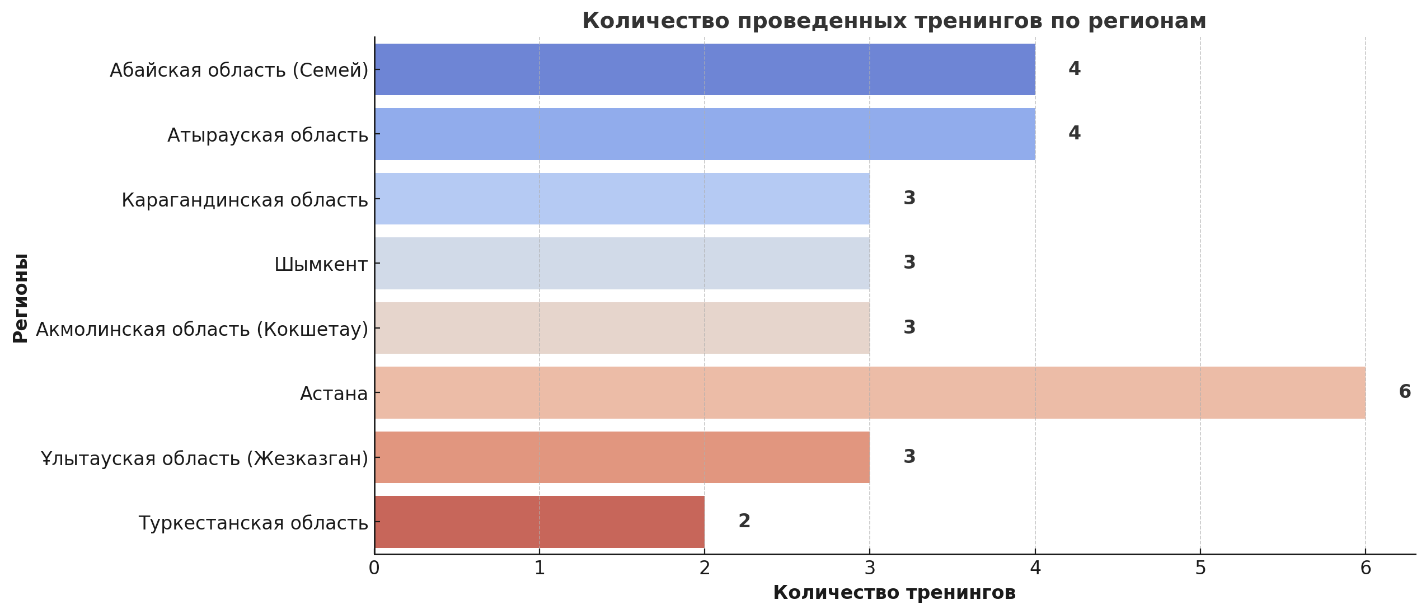 Количество проведенных тренингов по регионам
Абайская область (Семей)
4
Атырауская область
4
Карагандинская область
3
Шымкент
3
Регионы
Акмолинская область (Кокшетау)
3
Астана
6
Ұлытауская область (Жезказган)
3
Туркестанская область
2
0 1 2 3 4 5 6
Количество тренингов